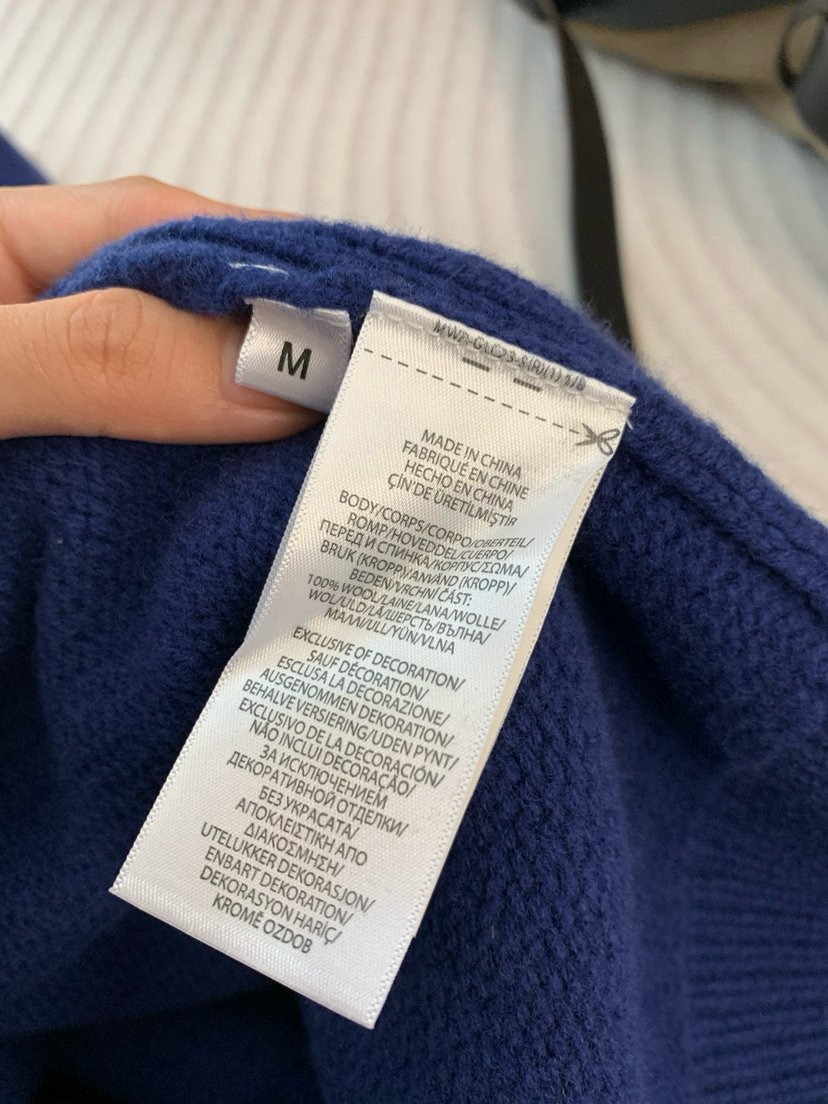 M
MADE IN CHINA
FABRIQUÉ EN CHINE
HECHO EN CHINA
ÇİN'DE ÜRETİLMİŞTİR
BODY/CORPS/CORPO/OBERTEIL/
ROMP/HOVEDDEL/CUERPO/
ПЕРЕД И СПИНКА/КОРПУС/ΣΩΜΑ/
BRUK (KROPP)/ANVÄND (KROPP)/
BEDEN/VRCHNÍ ČÁST:
100% WOOL/LAINE/LANA/WOLLE/
WOL/ULD/LÃ/ШЕРСТЬ/ВЪЛНА/
ΜΑΛΛΙ/ULL/YÜN/VLNA
EXCLUSIVE OF DECORATION/
SAUF DÉCORATION/
ESCLUSA LA DECORAZIONE/
AUSGENOMMEN DEKORATION/
BEHALVE VERSIERING/UDEN PYNT/
EXCLUSIVO DE LA DECORACIÓN/
NÃO INCLUI DECORAÇÃO/
ЗА ИСКЛЮЧЕНИЕМ
ДЕКОРАТИВНОЙ ОТДЕЛКИ/
БЕЗ УКРАСАТА/
ΑΠΟΚΛΕΙΣΤΙΚΗ ΑΠΟ
ΔΙΑΚΟΣΜΗΣΗ/
UTELUKKER DEKORASJON/
ENBART DEKORATION/
DEKORASYON HARİÇ/
KROMĚ OZDOB